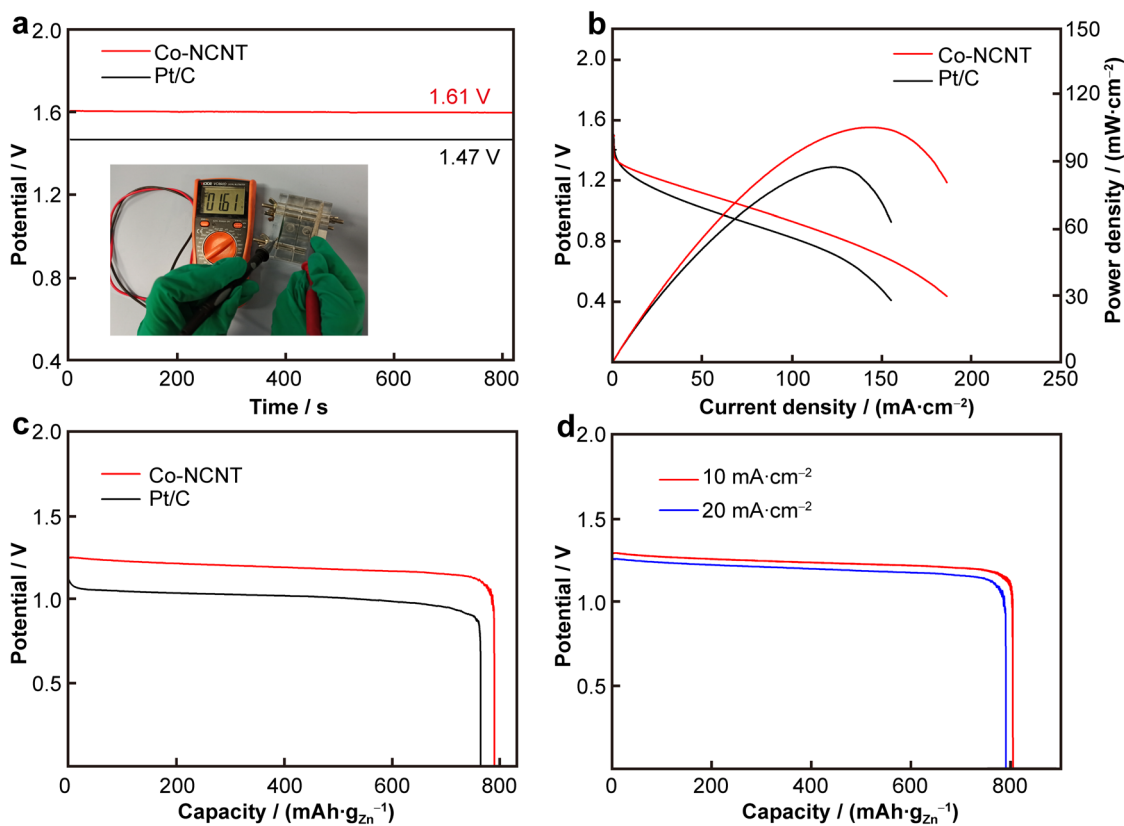 a
2.0
1.6
1.2
0.8
0.4
Potential / V
Co-NCNT
Pt/C
1.61 V
1.47 V
01.61
0
200
400
600
800
Time / s
b
2.0
1.6
1.2
0.8
0.4
Potential / V
Co-NCNT
Pt/C
150
120
90
60
30
0
Power density / (mW·cm⁻²)
0
50
100
150
200
250
Current density / (mA·cm⁻²)
c
2.0
1.5
1.0
0.5
Potential / V
Co-NCNT
Pt/C
0
200
400
600
800
Capacity / (mAh·gZn⁻¹)
d
2.0
1.5
1.0
0.5
Potential / V
10 mA·cm⁻²
20 mA·cm⁻²
0
200
400
600
800
Capacity / (mAh·gZn⁻¹)